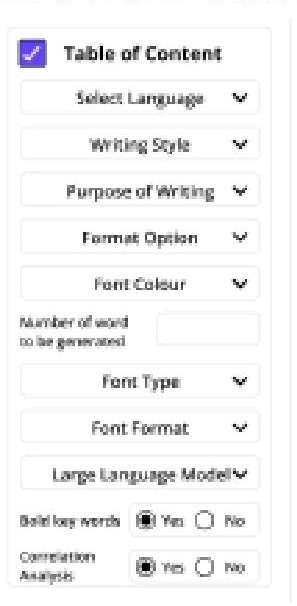 Table of Content
Select Language
Writing Style
Purpose of Writing
Format Option
Font Colour
Number of word
to be generated
Font Type
Font Format
Large Language Model
Bold key words Yes No
Correlation
Analysis Yes No